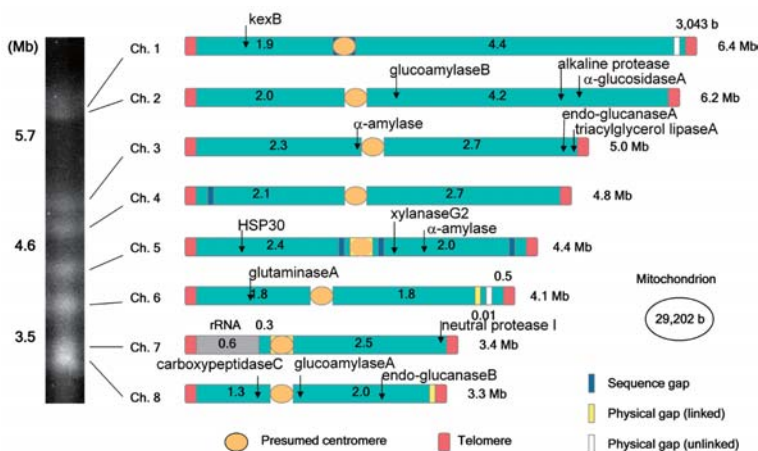 (Mb)
5.7
4.6
3.5
kexB
3,043 b
Ch. 1
1.9
4.4
6.4 Mb
glucoamylaseB
alkaline protease
α-glucosidaseA
Ch. 2
2.0
4.2
6.2 Mb
α-amylase
endo-glucanaseA
triacylglycerol lipaseA
Ch. 3
2.3
2.7
5.0 Mb
Ch. 4
2.1
2.7
4.8 Mb
HSP30
xylanaseG2
α-amylase
Ch. 5
2.4
2.0
4.4 Mb
glutaminaseA
0.5
Ch. 6
1.8
1.8
4.1 Mb
0.01
rRNA
0.3
neutral protease I
Ch. 7
0.6
2.5
3.4 Mb
carboxypeptidaseC
glucoamylaseA
endo-glucanaseB
Ch. 8
1.3
2.0
3.3 Mb
Mitochondrion
29,202 b
Sequence gap
Physical gap (linked)
Physical gap (unlinked)
Presumed centromere
Telomere